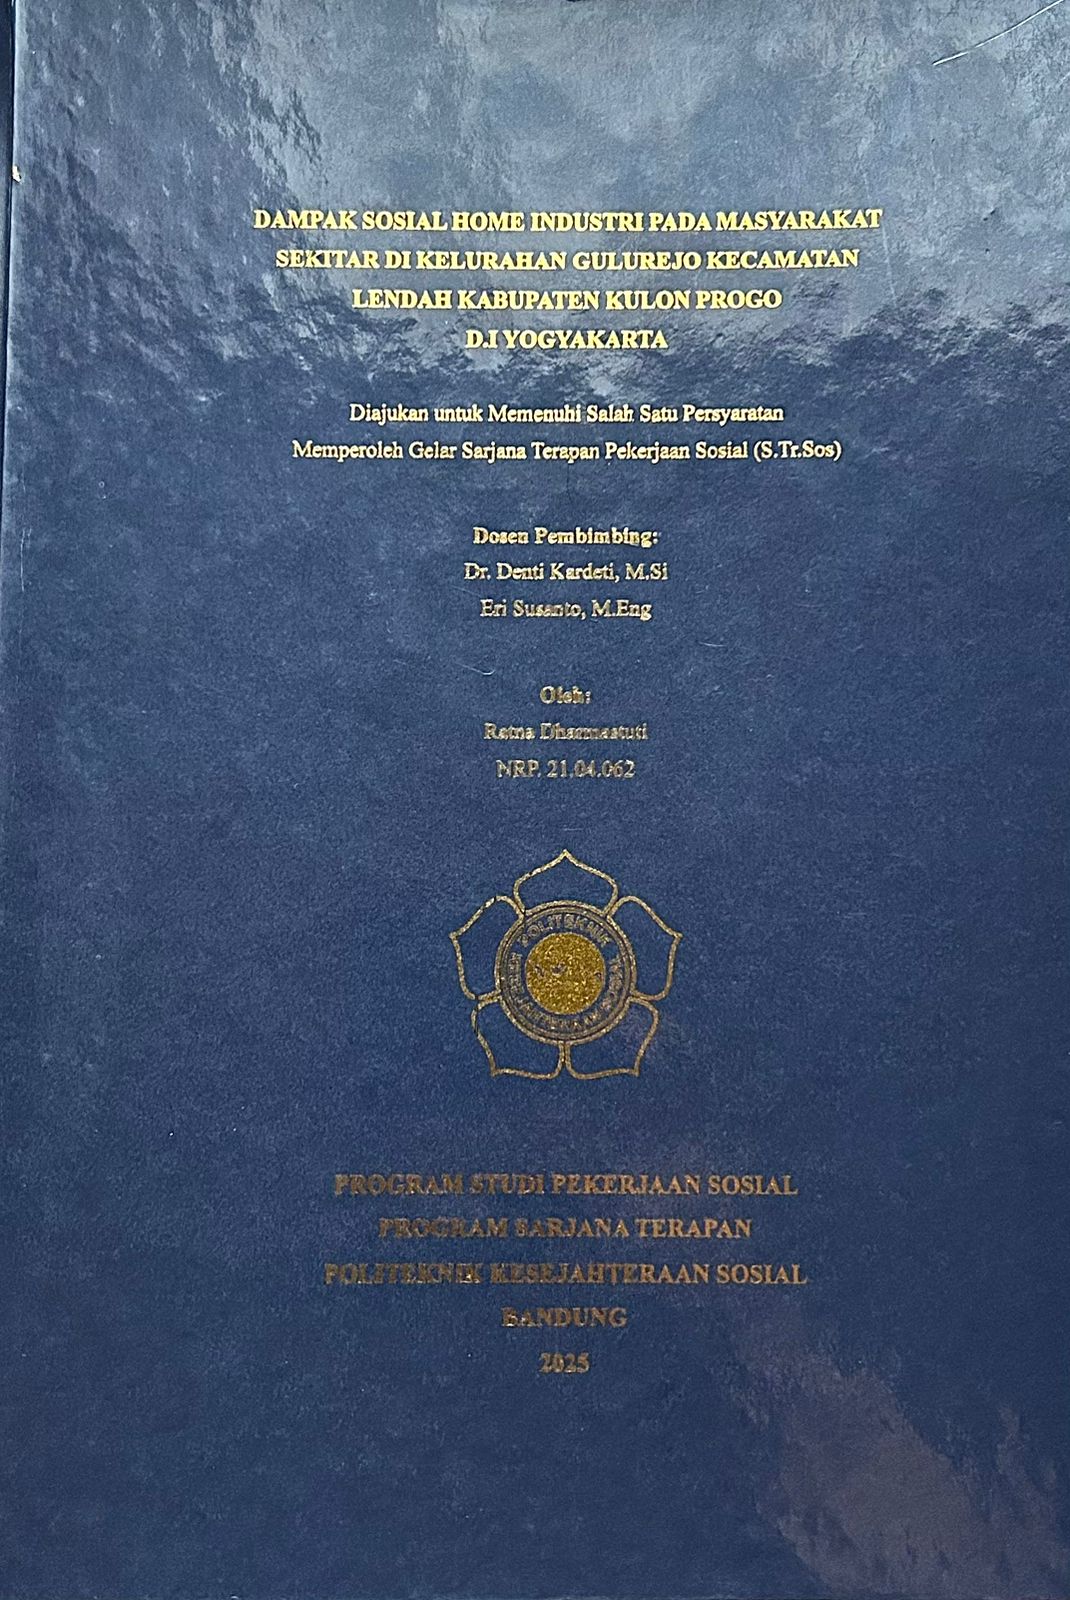 DAMPAK SOSIAL HOME INDUSTRI PADA MASYARAKAT
SEKITAR DI KELURAHAN GULUREJO KECAMATAN
LENDAH KABUPATEN KULON PROGO
D.I YOGYAKARTA
Diajukan untuk Memenuhi Salah Satu Persyaratan
Memperoleh Gelar Sarjana Terapan Pekerjaan Sosial (S.Tr.Sos)
Dosen Pembimbing:
Dr. Denti Kardeti, M.Si
Eri Susanto, M.Eng
Oleh:
Ratna Dharmastuti
NRP. 21.04.062
POLITEKNIK
KESEJAHTERAAN SOSIAL
PROGRAM STUDI PEKERJAAN SOSIAL
PROGRAM SARJANA TERAPAN
POLITEKNIK KESEJAHTERAAN SOSIAL
BANDUNG
2025